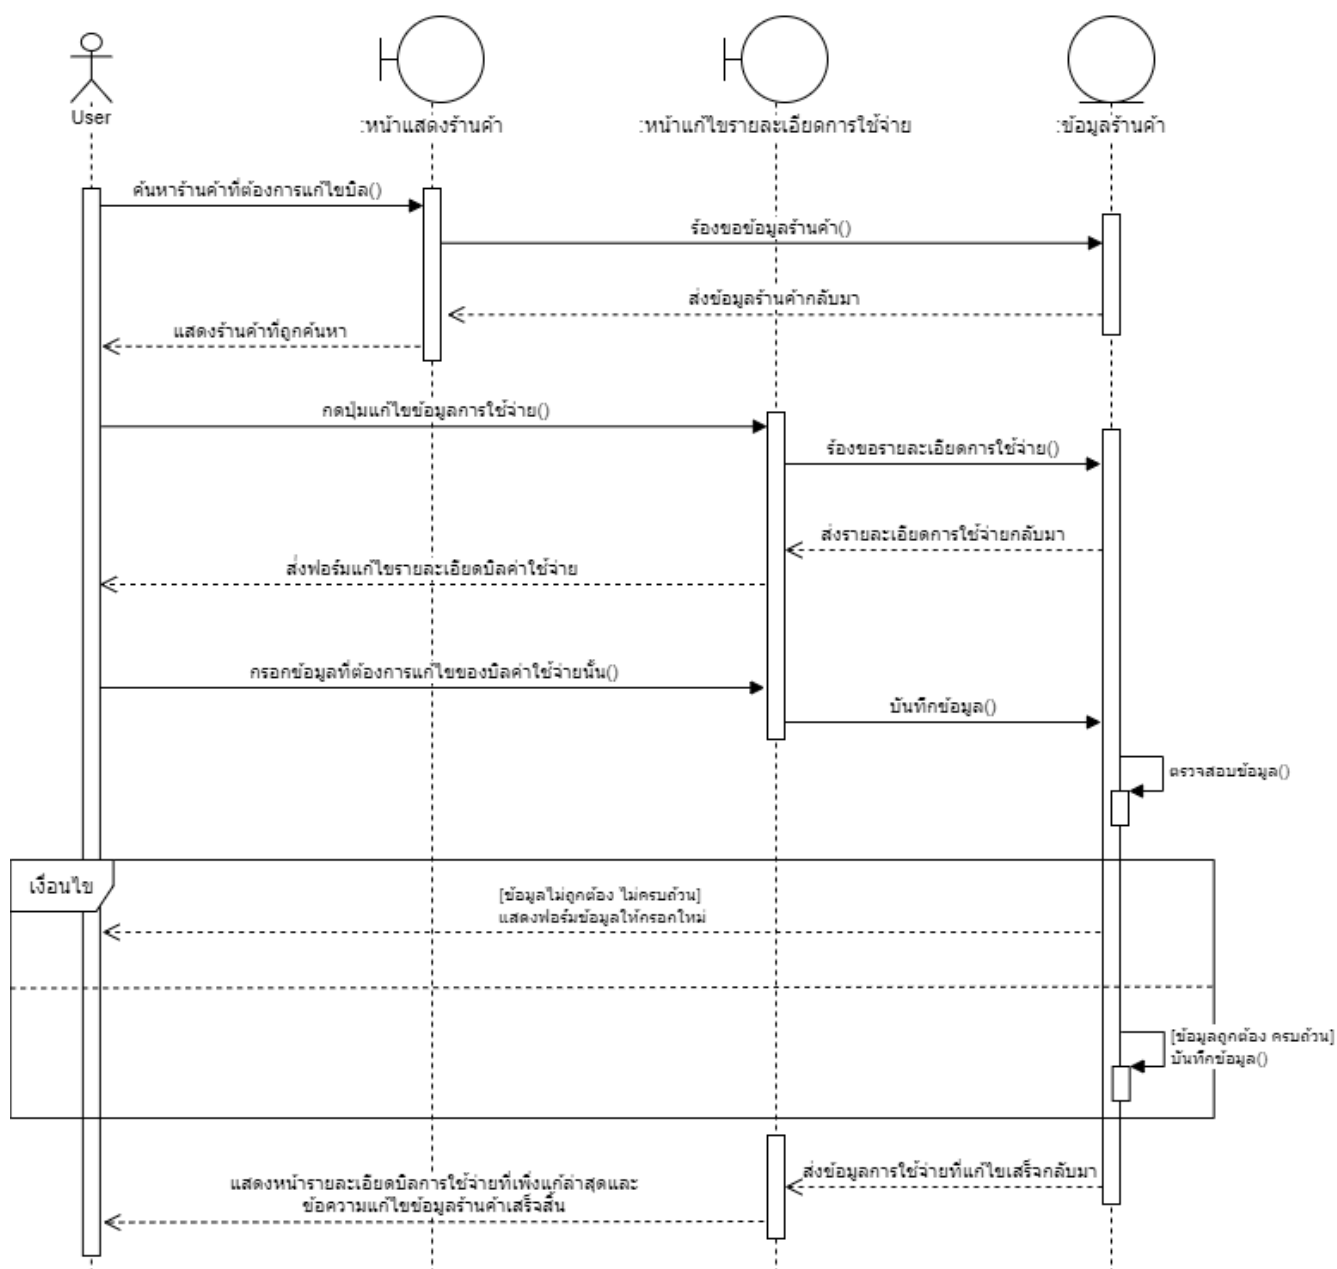 User
:หน้าแสดงร้านค้า
:หน้าแก้ไขรายละเอียดการใช้จ่าย
:ข้อมูลร้านค้า
ค้นหาร้านค้าที่ต้องการแก้ไขบิล()
ร้องขอข้อมูลร้านค้า()
ส่งข้อมูลร้านค้ากลับมา
แสดงร้านค้าที่ถูกค้นหา
กดปุ่มแก้ไขข้อมูลการใช้จ่าย()
ร้องขอรายละเอียดการใช้จ่าย()
ส่งรายละเอียดการใช้จ่ายกลับมา
ส่งฟอร์มแก้ไขรายละเอียดบิลค่าใช้จ่าย
กรอกข้อมูลที่ต้องการแก้ไขของบิลค่าใช้จ่ายนั้น()
บันทึกข้อมูล()
ตรวจสอบข้อมูล()
เงื่อนไข
[ข้อมูลไม่ถูกต้อง ไม่ครบถ้วน]
แสดงฟอร์มข้อมูลให้กรอกใหม่
[ข้อมูลถูกต้อง ครบถ้วน]
บันทึกข้อมูล()
ส่งข้อมูลการใช้จ่ายที่แก้ไขเสร็จกลับมา
แสดงหน้ารายละเอียดบิลการใช้จ่ายที่เพิ่งแก้ล่าสุดและ
ข้อความแก้ไขข้อมูลร้านค้าเสร็จสิ้น